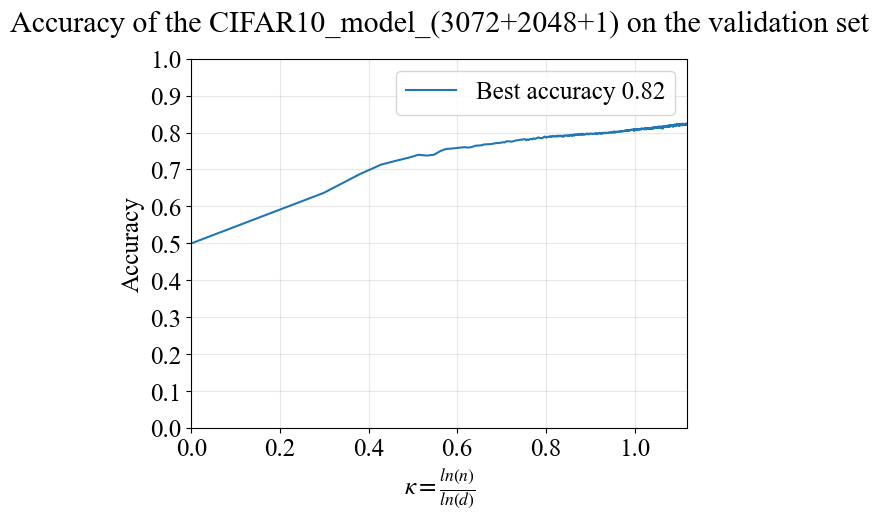 Accuracy of the CIFAR10_model_(3072+2048+1) on the validation set
1.0
0.9
0.8
0.7
0.6
0.5
0.4
0.3
0.2
0.1
0.0
Accuracy
Best accuracy 0.82
0.0 0.2 0.4 0.6 0.8 1.0
κ = ln(n)/ln(d)